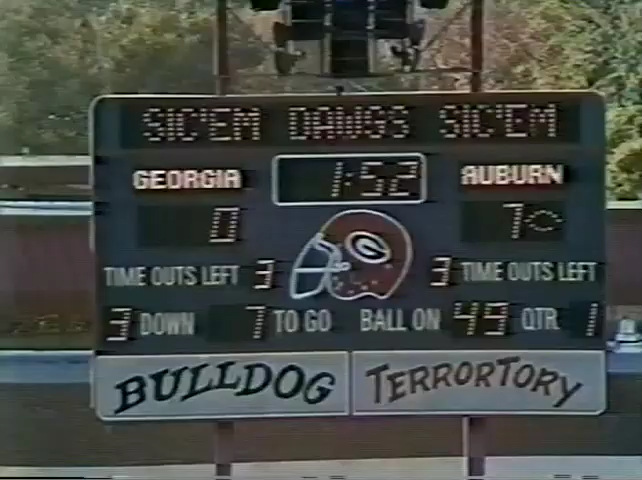 SIC'EM DAWGS SIC'EM
GEORGIA 1:52 AUBURN
0 7
G
TIME OUTS LEFT 3 3 TIME OUTS LEFT
3 DOWN 7 TO GO BALL ON 49 QTR 1
BULLDOG TERRORTORY